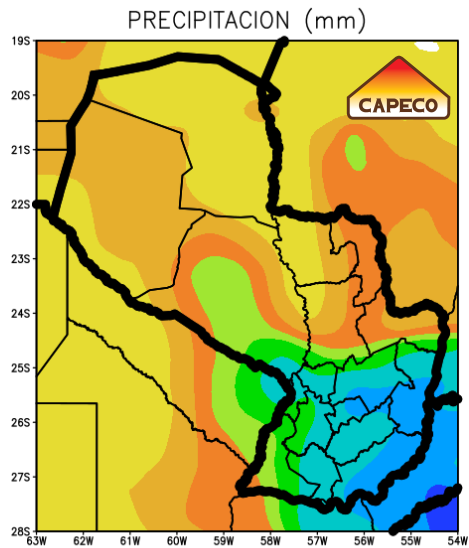 PRECIPITACION (mm)
CAPECO
19S
20S
21S
22S
23S
24S
25S
26S
27S
28S
63W 62W 61W 60W 59W 58W 57W 56W 55W 54W